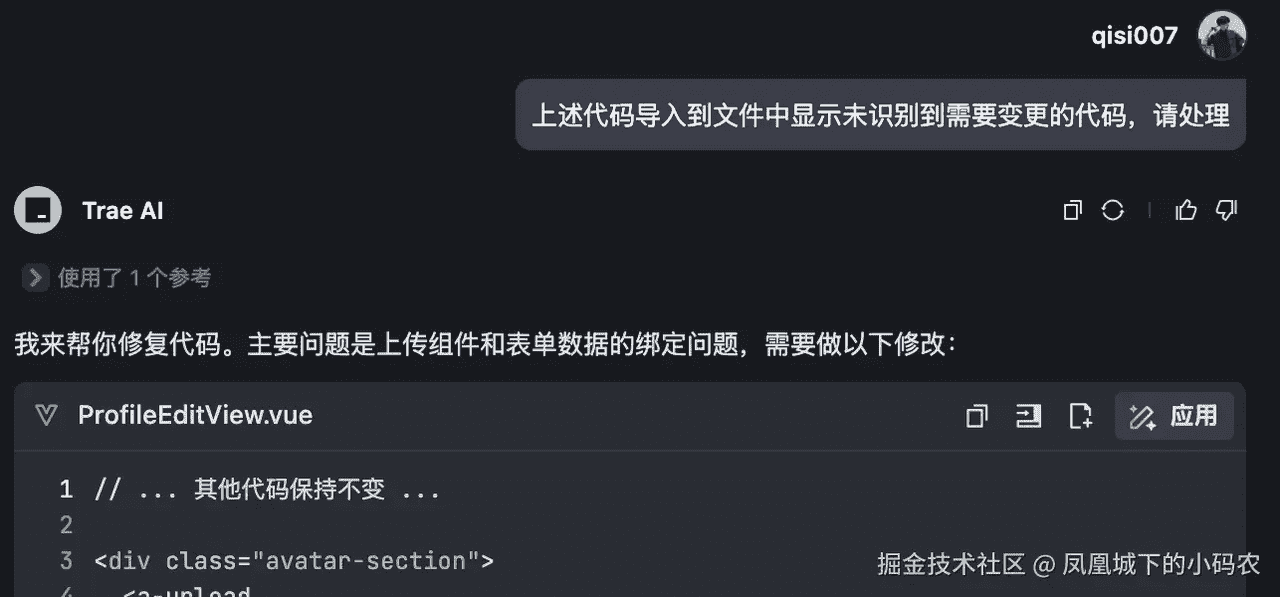 qisi007
上述代码导入到文件中显示未识别到需要变更的代码，请处理
Trae AI
使用了 1 个参考
我来帮你修复代码。主要问题是上传组件和表单数据的绑定问题，需要做以下修改：
ProfileEditView.vue
应用
1 // ... 其他代码保持不变 ...
2
3 <div class="avatar-section">
4 <a-upload
掘金技术社区 @ 凤凰城下的小码农